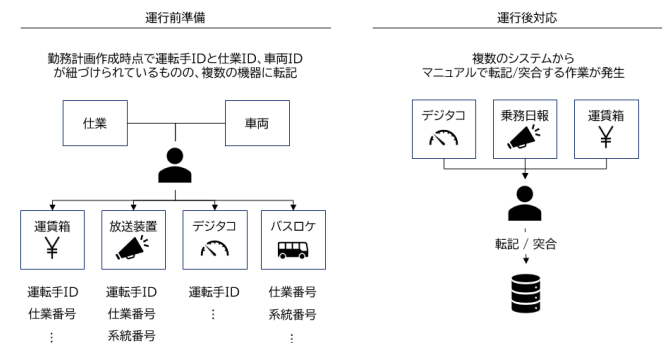 運行前準備
勤務計画作成時点で運転手IDと仕業ID、車両ID
が紐づけられているものの、複数の機器に転記
仕業
車両
運賃箱
放送装置
デジタコ
バスロケ
運転手ID
仕業番号
⋮
運転手ID
仕業番号
系統番号
⋮
運転手ID
⋮
仕業番号
系統番号
⋮
運行後対応
複数のシステムから
マニュアルで転記/突合する作業が発生
デジタコ
乗務日報
運賃箱
転記 / 突合